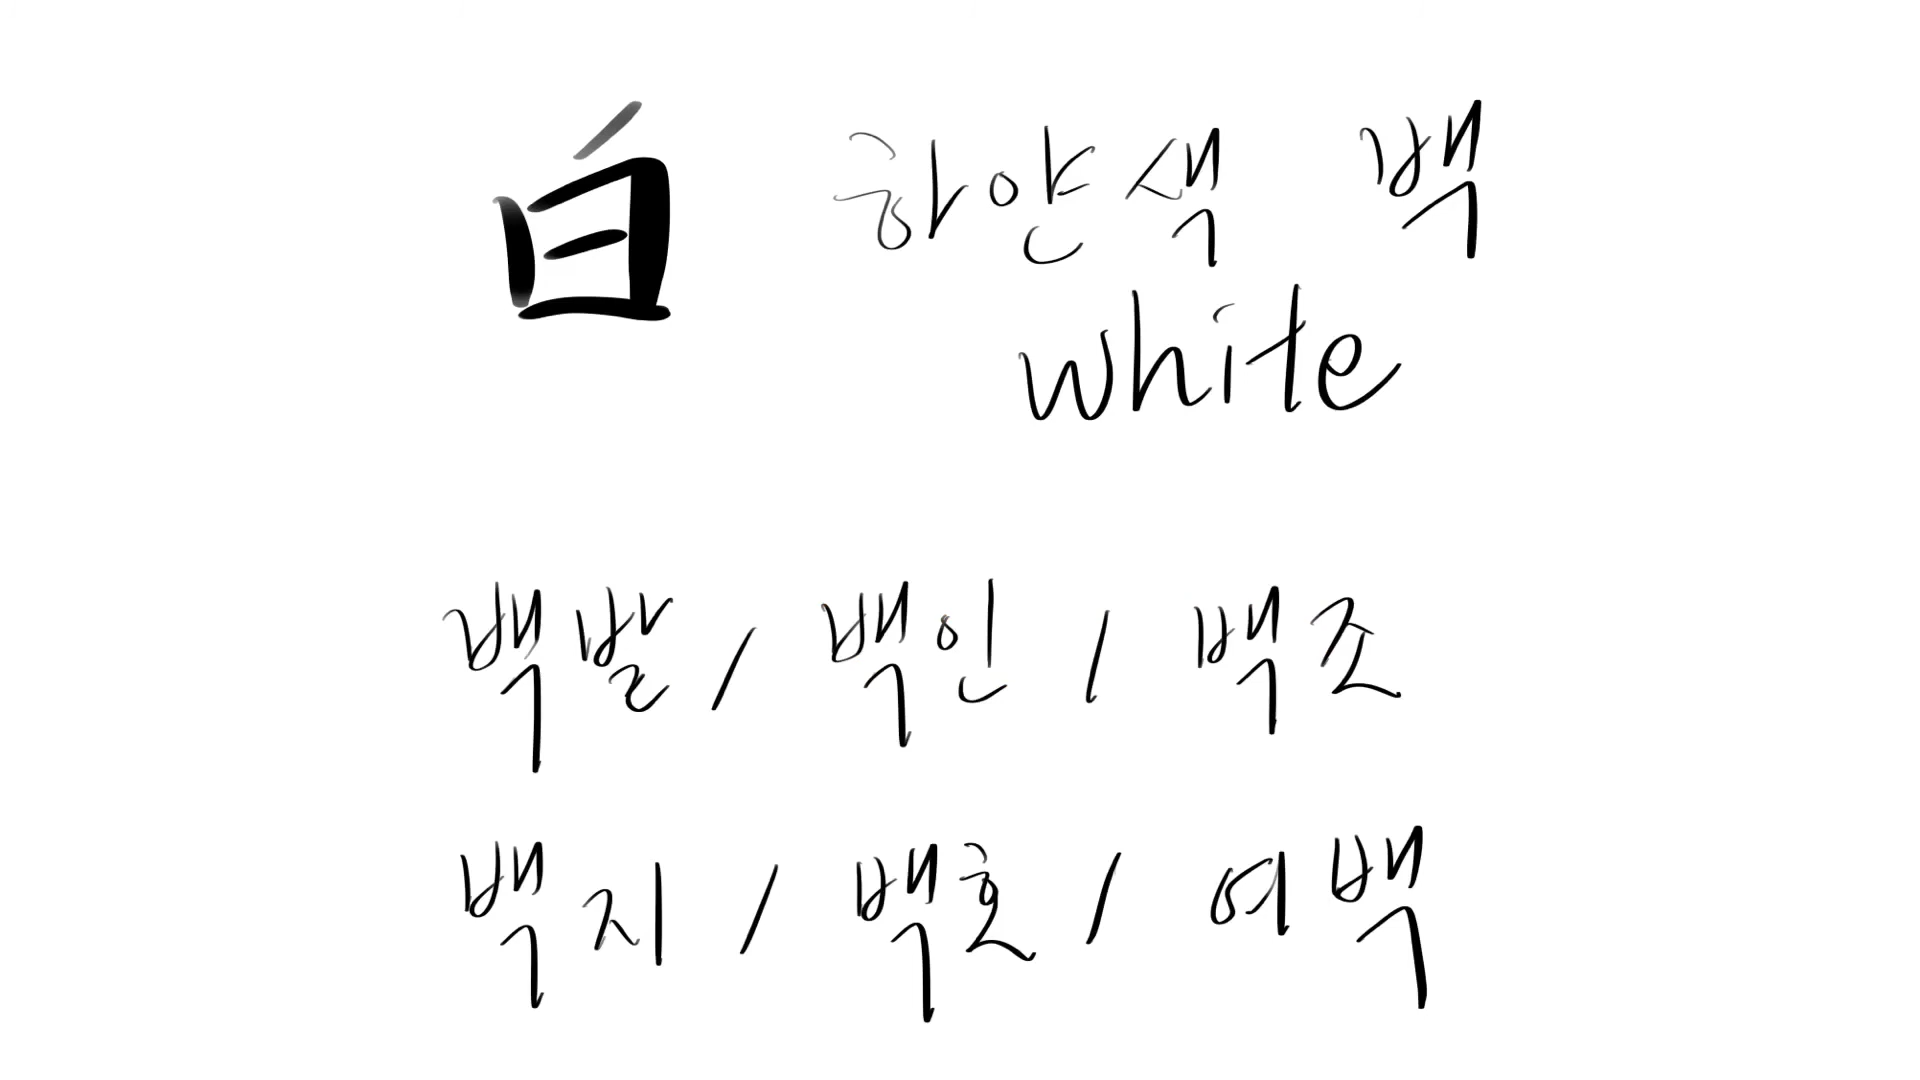 白 하얀색 백
white
백발 / 백인 / 백조
백지 / 백호 / 여백